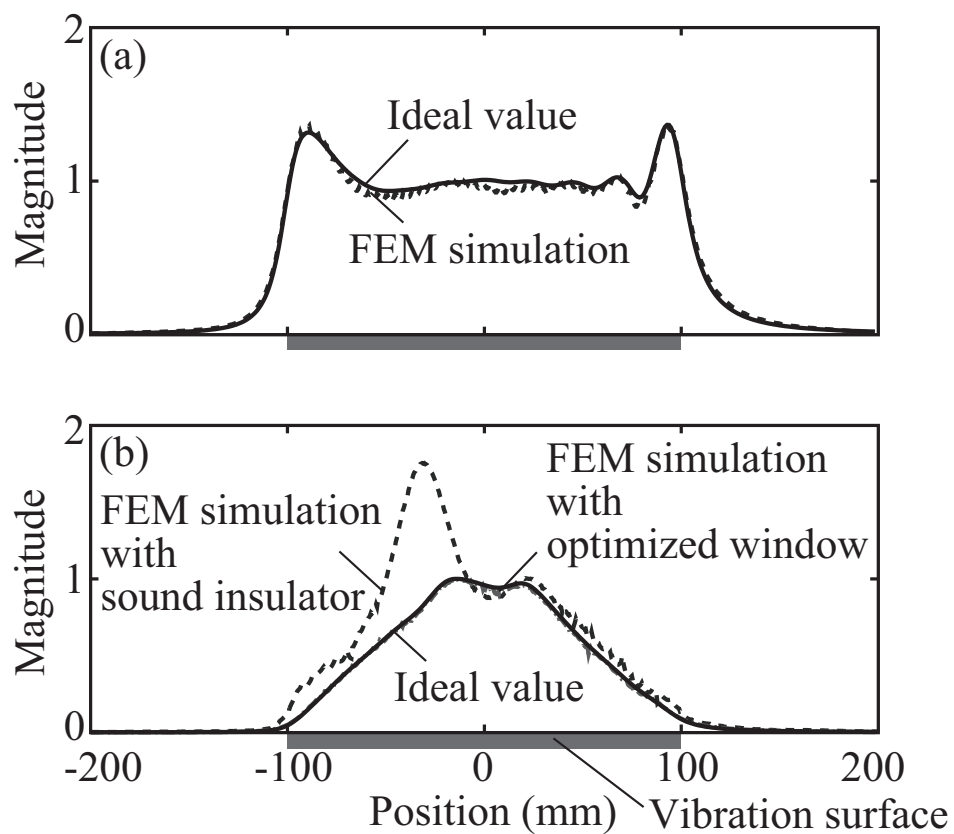 2
(a)
Ideal value
1
Magnitude
FEM simulation
0
2
(b)
FEM simulation
with
optimized window
FEM simulation
with
sound insulator
1
Magnitude
Ideal value
0
-200 -100 0 100 200
Position (mm)
Vibration surface